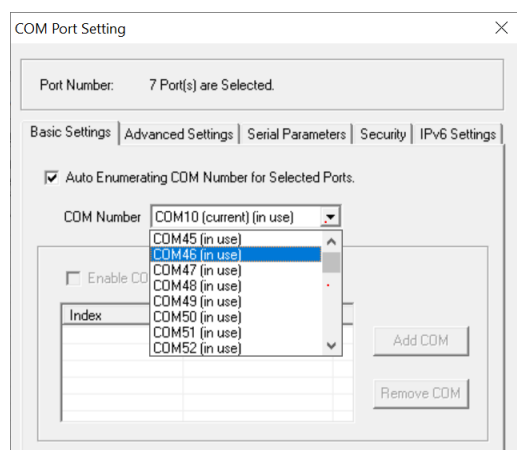 COM Port Setting
Port Number: 7 Port(s) are Selected.
Basic Settings Advanced Settings Serial Parameters Security IPv6 Settings
Auto Enumerating COM Number for Selected Ports.
COM Number COM10 (current) (in use)
COM45 (in use)
COM46 (in use)
Enable CO
COM47 (in use)
COM48 (in use)
COM49 (in use)
Index
COM50 (in use)
COM51 (in use)
COM52 (in use)
Add COM
Remove COM